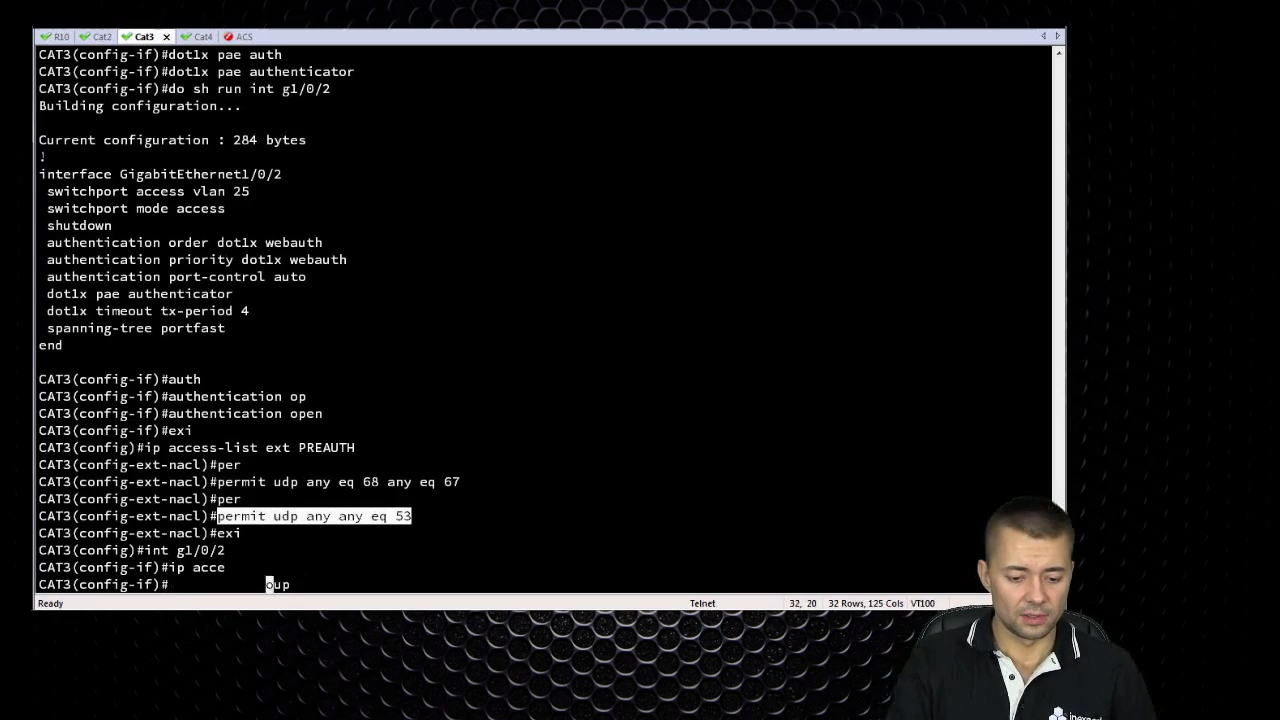 R10 Cat2 Cat3 Cat4 ACS
CAT3(config-if)#dot1x pae auth
CAT3(config-if)#dot1x pae authenticator
CAT3(config-if)#do sh run int g1/0/2
Building configuration...
Current configuration : 284 bytes
!
interface GigabitEthernet1/0/2
switchport access vlan 25
switchport mode access
shutdown
authentication order dot1x webauth
authentication priority dot1x webauth
authentication port-control auto
dot1x pae authenticator
dot1x timeout tx-period 4
spanning-tree portfast
end
CAT3(config-if)#auth
CAT3(config-if)#authentication op
CAT3(config-if)#authentication open
CAT3(config-if)#exi
CAT3(config)#ip access-list ext PREAUTH
CAT3(config-ext-nacl)#per
CAT3(config-ext-nacl)#permit udp any eq 68 any eq 67
CAT3(config-ext-nacl)#per
CAT3(config-ext-nacl)#permit udp any any eq 53
CAT3(config-ext-nacl)#exi
CAT3(config)#int g1/0/2
CAT3(config-if)#ip acce
CAT3(config-if)# oup
Ready Telnet 32, 20 32 Rows, 125 Cols VT100